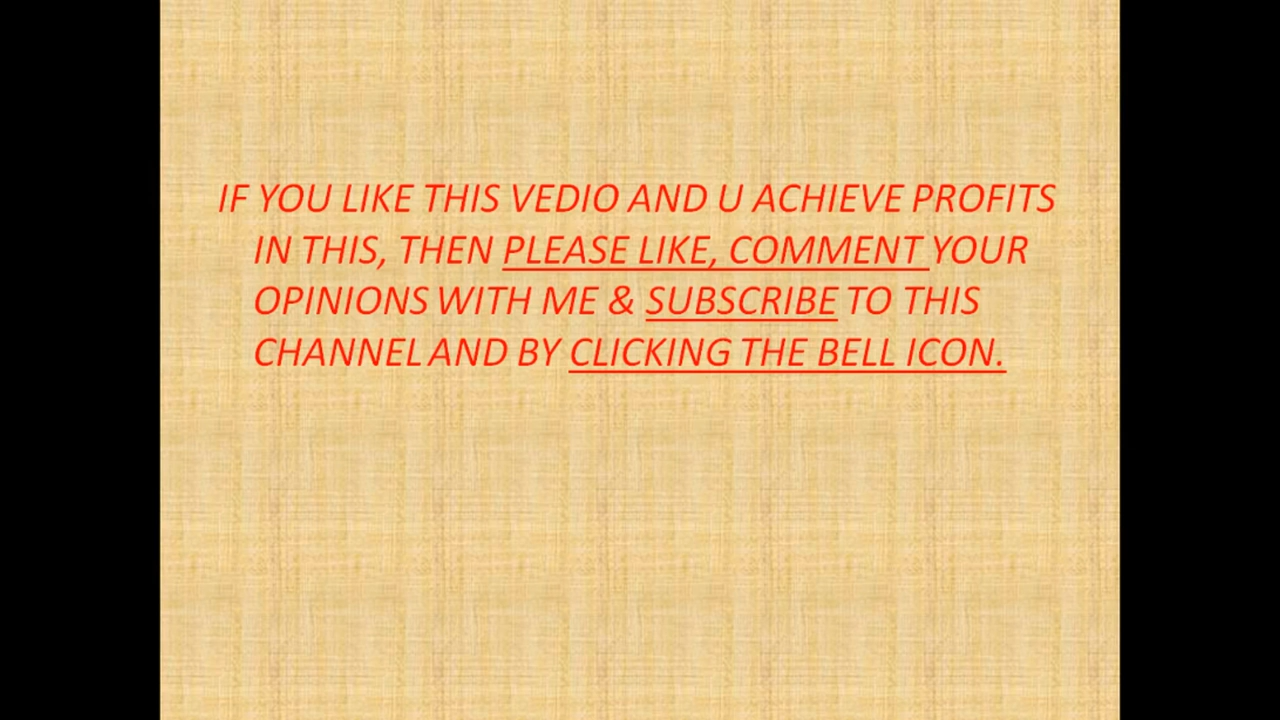 IF YOU LIKE THIS VEDIO AND U ACHIEVE PROFITS
IN THIS, THEN PLEASE LIKE, COMMENT YOUR
OPINIONS WITH ME & SUBSCRIBE TO THIS
CHANNEL AND BY CLICKING THE BELL ICON.